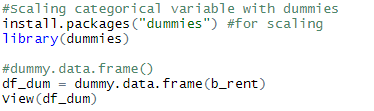 #Scaling categorical variable with dummies
install.packages("dummies") #for scaling
library(dummies)
#dummy.data.frame()
df_dum = dummy.data.frame(b_rent)
View(df_dum)